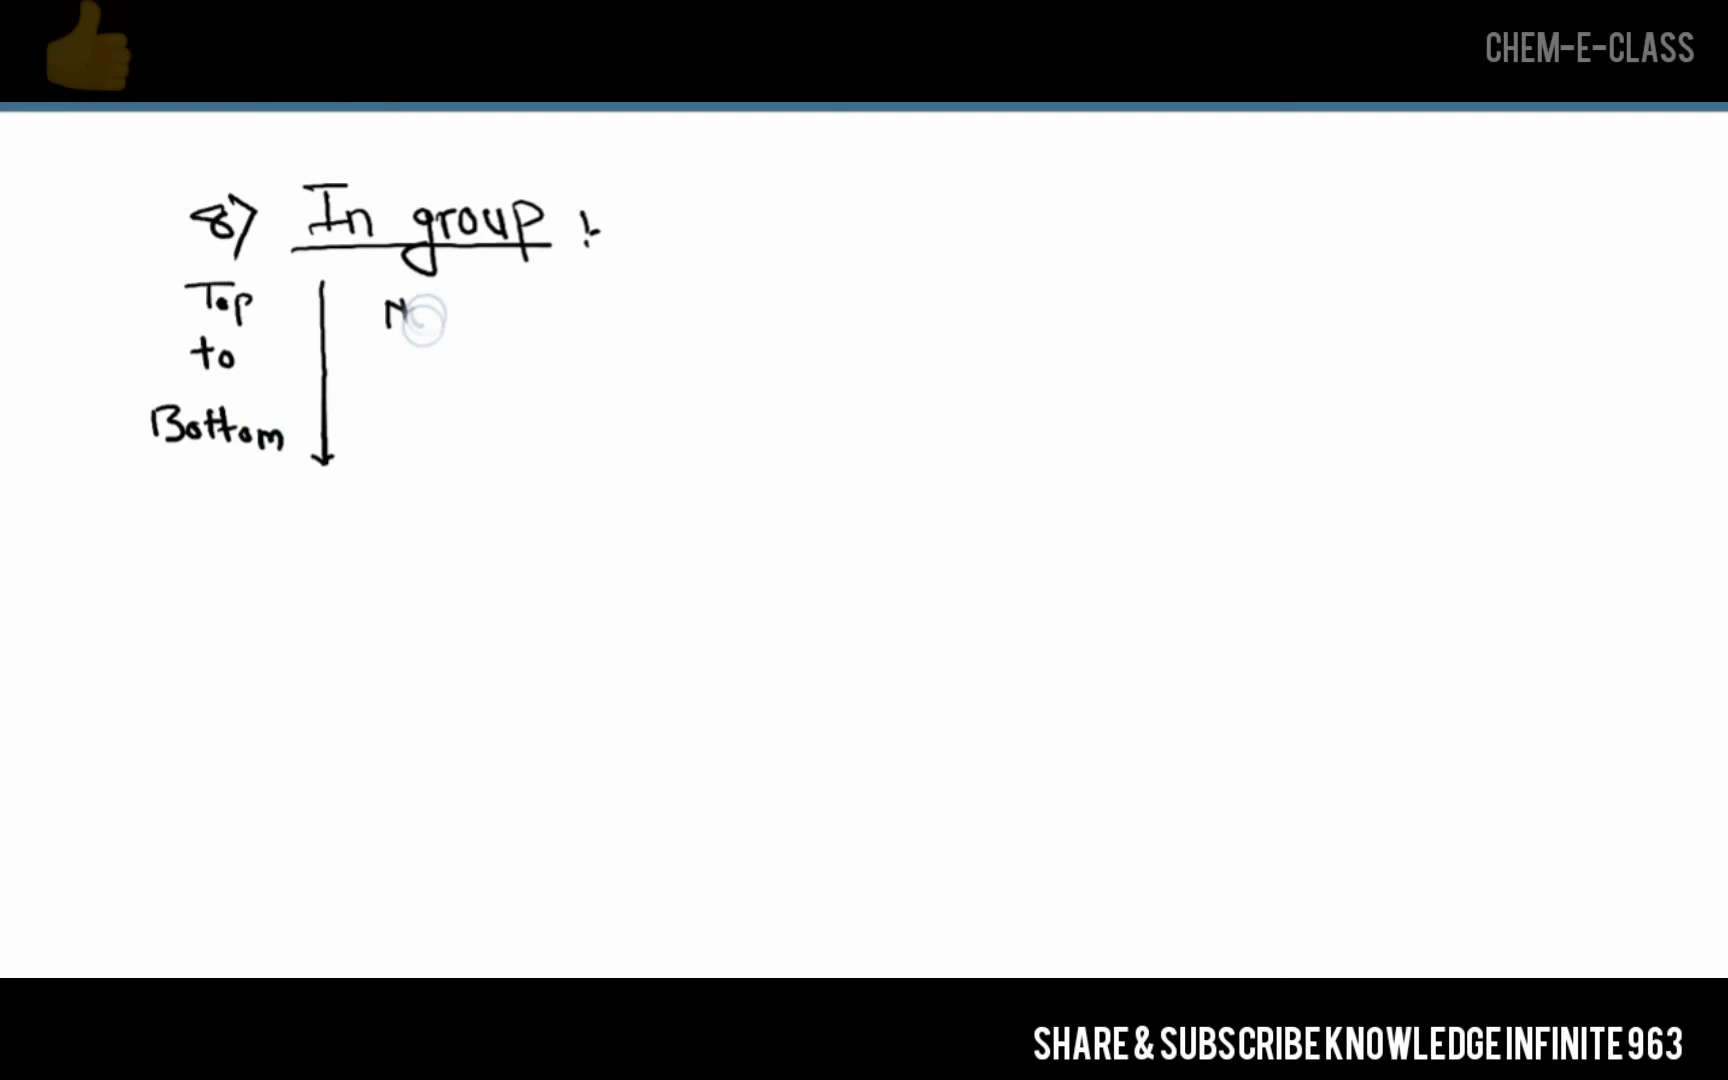 CHEM-E-CLASS
8) In group :-
Top
to
Bottom
N
SHARE & SUBSCRIBE KNOWLEDGE INFINITE 963